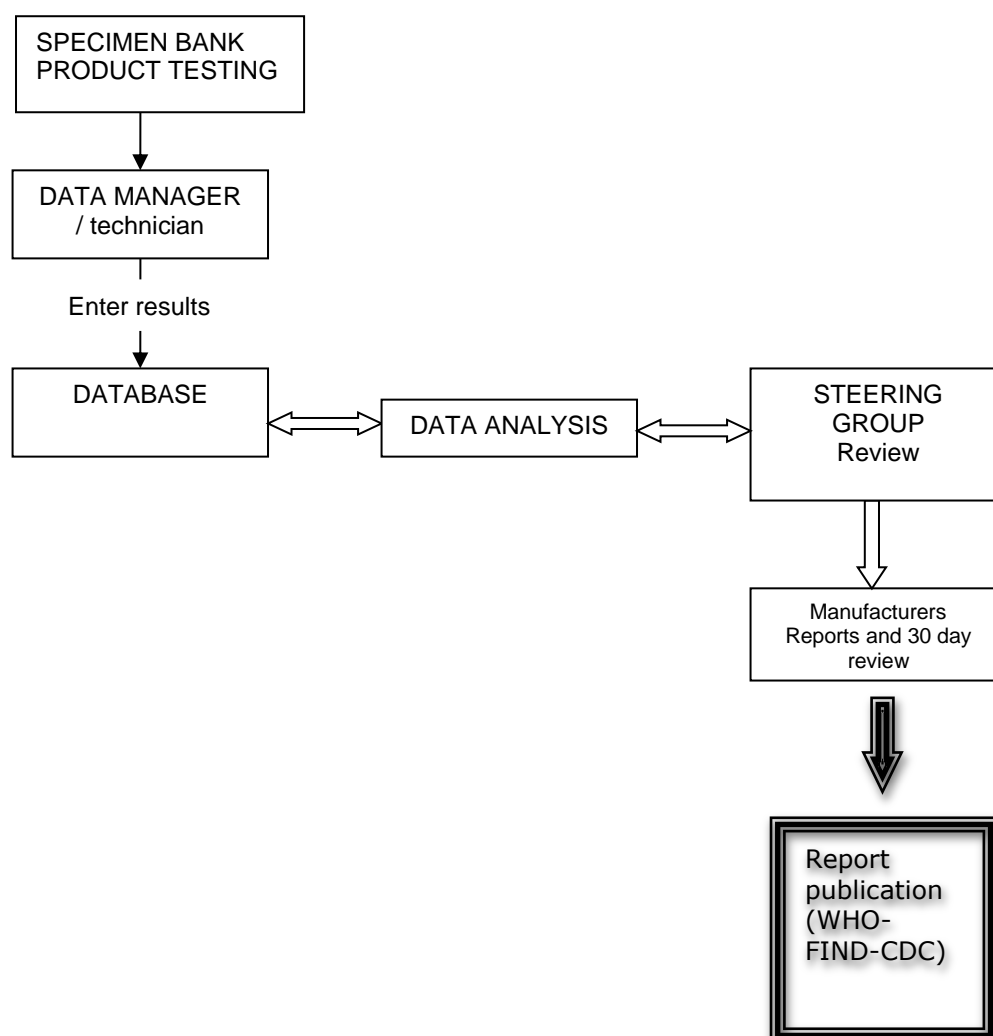 SPECIMEN BANK
PRODUCT TESTING
DATA MANAGER
/ technician
Enter results
DATABASE
DATA ANALYSIS
STEERING
GROUP
Review
Manufacturers
Reports and 30 day
review
Report
publication
(WHO-
FIND-CDC)